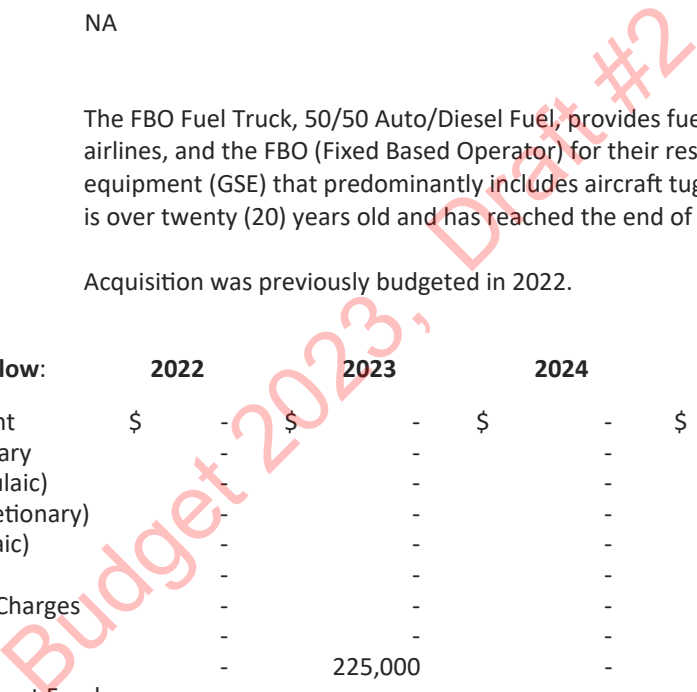 NA
The FBO Fuel Truck, 50/50 Auto/Diesel Fuel, provides fue
airlines, and the FBO (Fixed Based Operator) for their res
equipment (GSE) that predominantly includes aircraft tug
is over twenty (20) years old and has reached the end of
Acquisition was previously budgeted in 2022.
low: 2022 2023 2024
nt $ - $ - $ - $
ary - - -
ulaic) - - -
etionary) - - -
aic) - - -
- - -
Charges - - -
- - -
- 225,000 -
Budget 2023, Draft #2